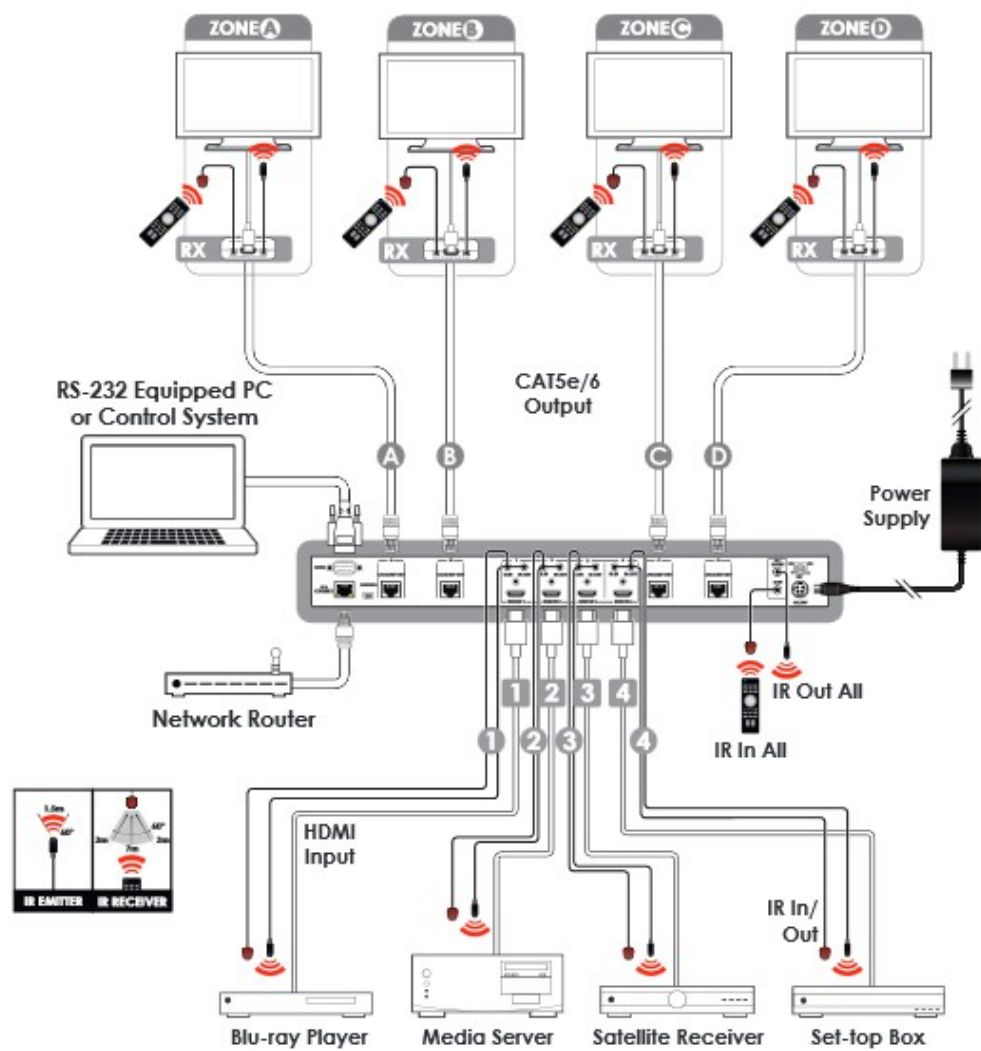 ZONE A
ZONE B
ZONE C
ZONE D
RX
RX
RX
RX
RS-232 Equipped PC
or Control System
CAT5e/6
Output
A
B
C
D
Power
Supply
Network Router
1
2
3
4
1
2
3
4
IR Out All
IR In All
1.5m
60°
60°
2m
2m
7m
IR EMITTER
IR RECEIVER
HDMI
Input
IR In/
Out
Blu-ray Player
Media Server
Satellite Receiver
Set-top Box